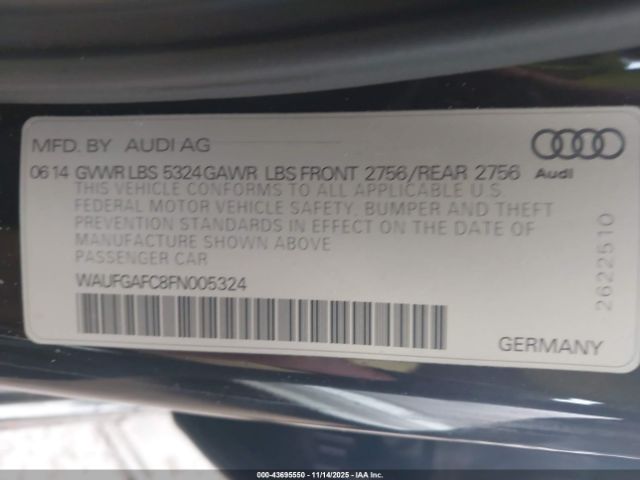 MFD. BY AUDI AG
0614 GVWR LBS 5324 GAWR LBS FRONT 2756/REAR 2756
THIS VEHICLE CONFORMS TO ALL APPLICABLE U.S.
FEDERAL MOTOR VEHICLE SAFETY, BUMPER AND THEFT
PREVENTION STANDARDS IN EFFECT ON THE DATE OF
MANUFACTURE SHOWN ABOVE
PASSENGER CAR
WAUFGAFC8FN005324
Audi
2622510
GERMANY
000-43695550 - 11/14/2025 - © IAA Inc.